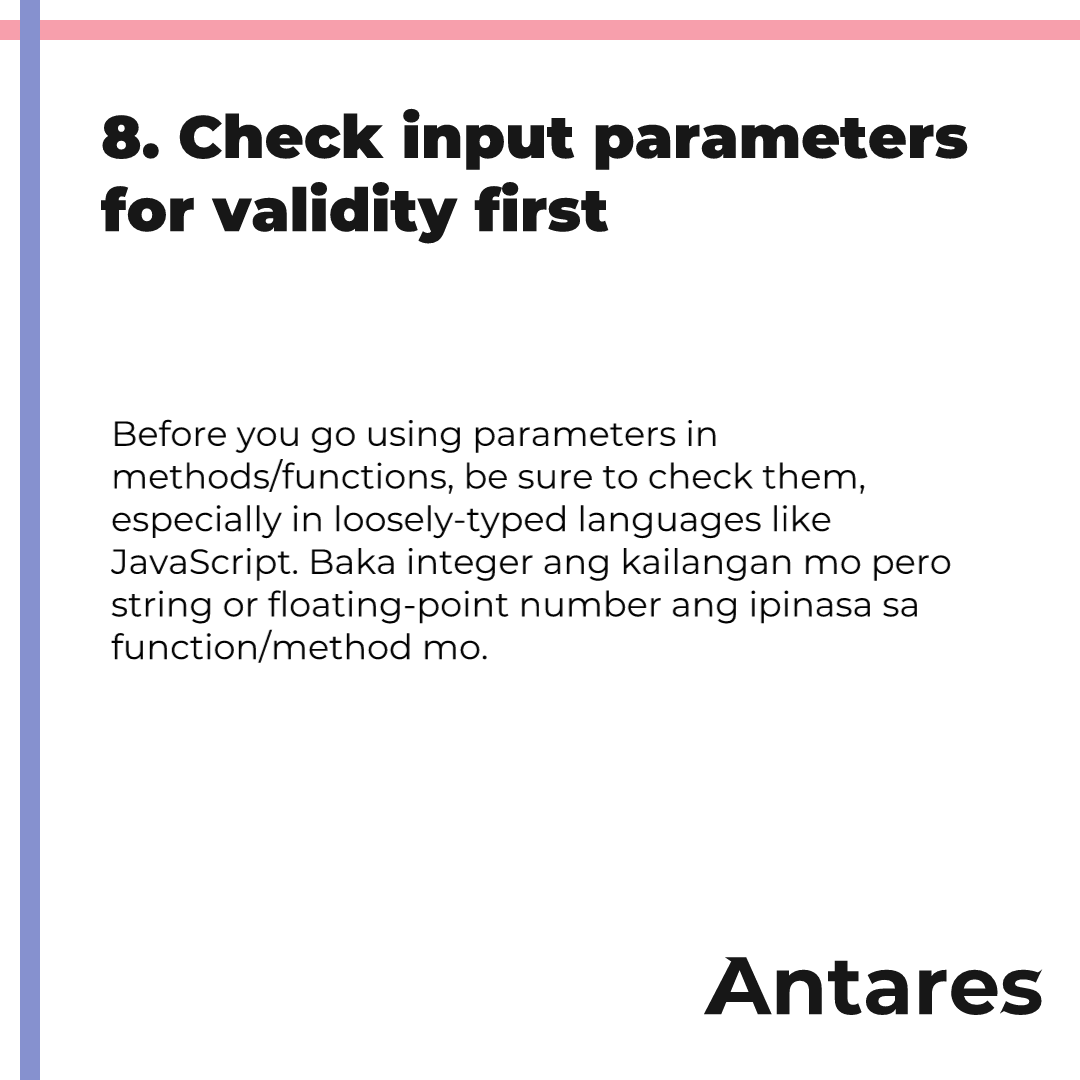 8. Check input parameters
for validity first
Before you go using parameters in
methods/functions, be sure to check them,
especially in loosely-typed languages like
JavaScript. Baka integer ang kailangan mo pero
string or floating-point number ang ipinasa sa
function/method mo.
Antares